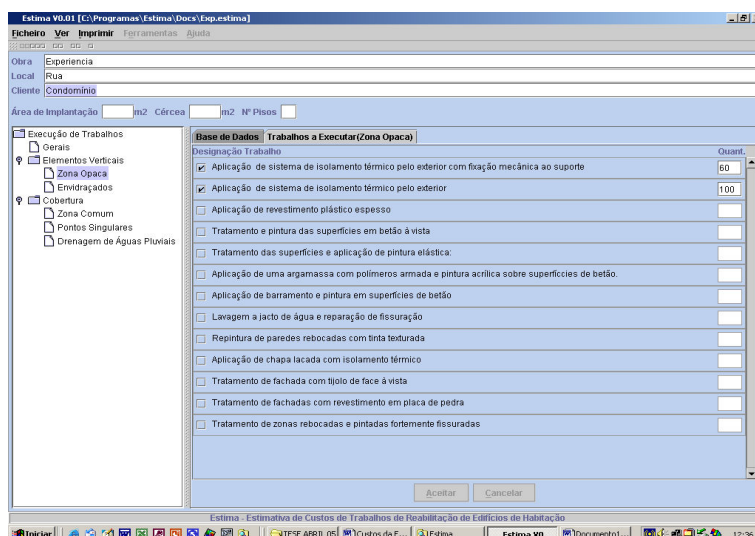 Estima V0.01 [C:\Programas\Estima\Docs\Exp.estima]
Ficheiro Ver Imprimir Ferramentas Ajuda
Obra Experiencia
Local Rua
Cliente Condomínio
Área de Implantação m2 Cércea m2 Nº Pisos
Execução de Trabalhos
Gerais
Elementos Verticais
Zona Opaca
Envidraçados
Cobertura
Zona Comum
Pontos Singulares
Drenagem de Águas Pluviais
Base de Dados Trabalhos a Executar(Zona Opaca)
Designação Trabalho Quant.
Aplicação de sistema de isolamento térmico pelo exterior com fixação mecânica ao suporte 60
Aplicação de sistema de isolamento térmico pelo exterior 100
Aplicação de revestimento plástico espesso
Tratamento e pintura das superfícies em betão à vista
Tratamento das superfícies e aplicação de pintura elástica:
Aplicação de uma argamassa com polímeros armada e pintura acrílica sobre superfíccies de betão.
Aplicação de barramento e pintura em superfícies de betão
Lavagem a jacto de água e reparação de fissuração
Repintura de paredes rebocadas com tinta texturada
Aplicação de chapa lacada com isolamento térmico
Tratamento de fachada com tijolo de face à vista
Tratamento de fachadas com revestimento em placa de pedra
Tratamento de zonas rebocadas e pintadas fortemente fissuradas
Aceitar Cancelar
Estima - Estimativa de Custos de Trabalhos de Reabilitação de Edifícios de Habitação
Iniciar TESE ABRIL 05 Custos da E... Estima Estima V0... Documento1... 12:36